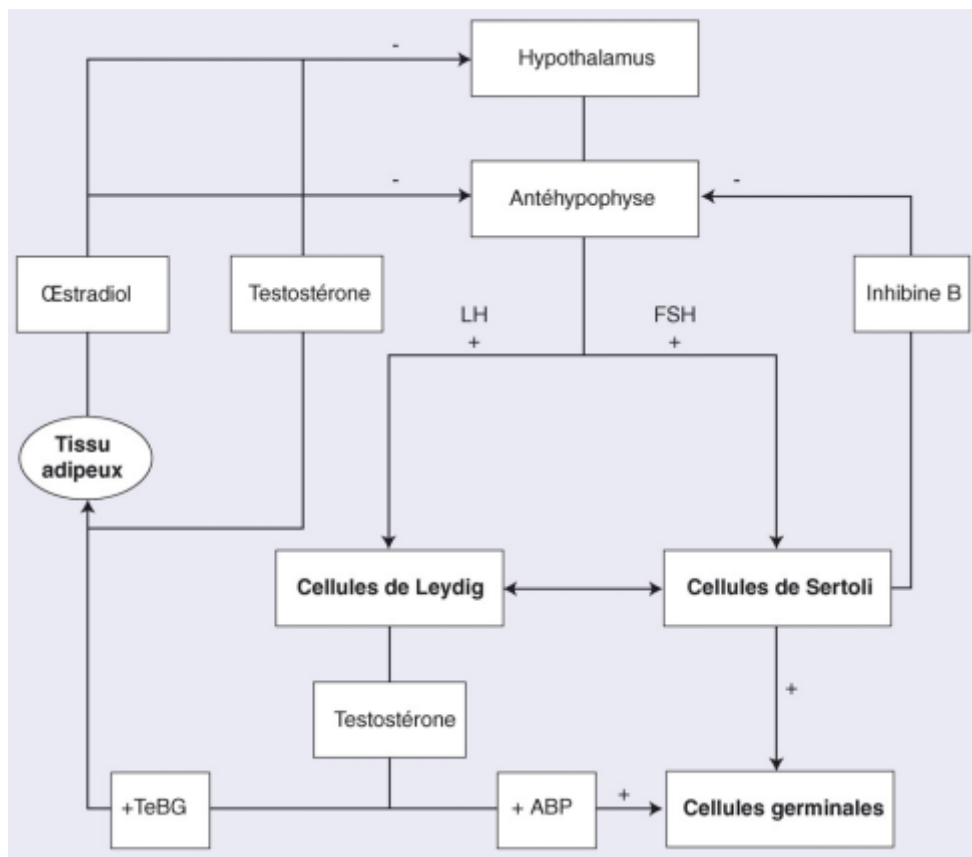 -
Hypothalamus
-
-
Antéhypophyse
Œstradiol
Testostérone
Inhibine B
LH
+
FSH
+
Tissu
adipeux
Cellules de Leydig
Cellules de Sertoli
+
Testostérone
+TeBG
+ ABP
+
Cellules germinales